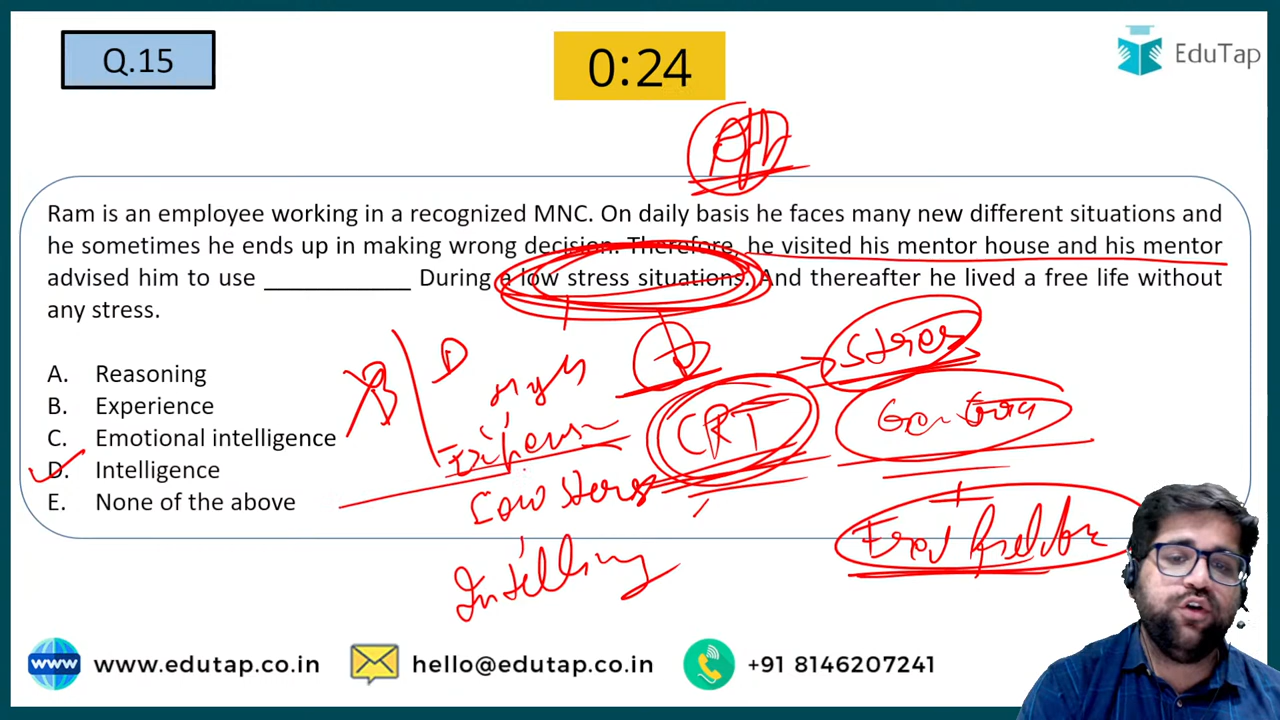 Q.15
0:24
EduTap
Ram is an employee working in a recognized MNC. On daily basis he faces many new different situations and
he sometimes he ends up in making wrong decision. Therefore, he visited his mentor house and his mentor
advised him to use ____________ During a low stress situations. And thereafter he lived a free life without
any stress.
A. Reasoning
B. Experience
C. Emotional intelligence
D. Intelligence
E. None of the above
B
D
High
CRT
Stress
Low Stress
www www.edutap.co.in
hello@edutap.co.in
+91 8146207241